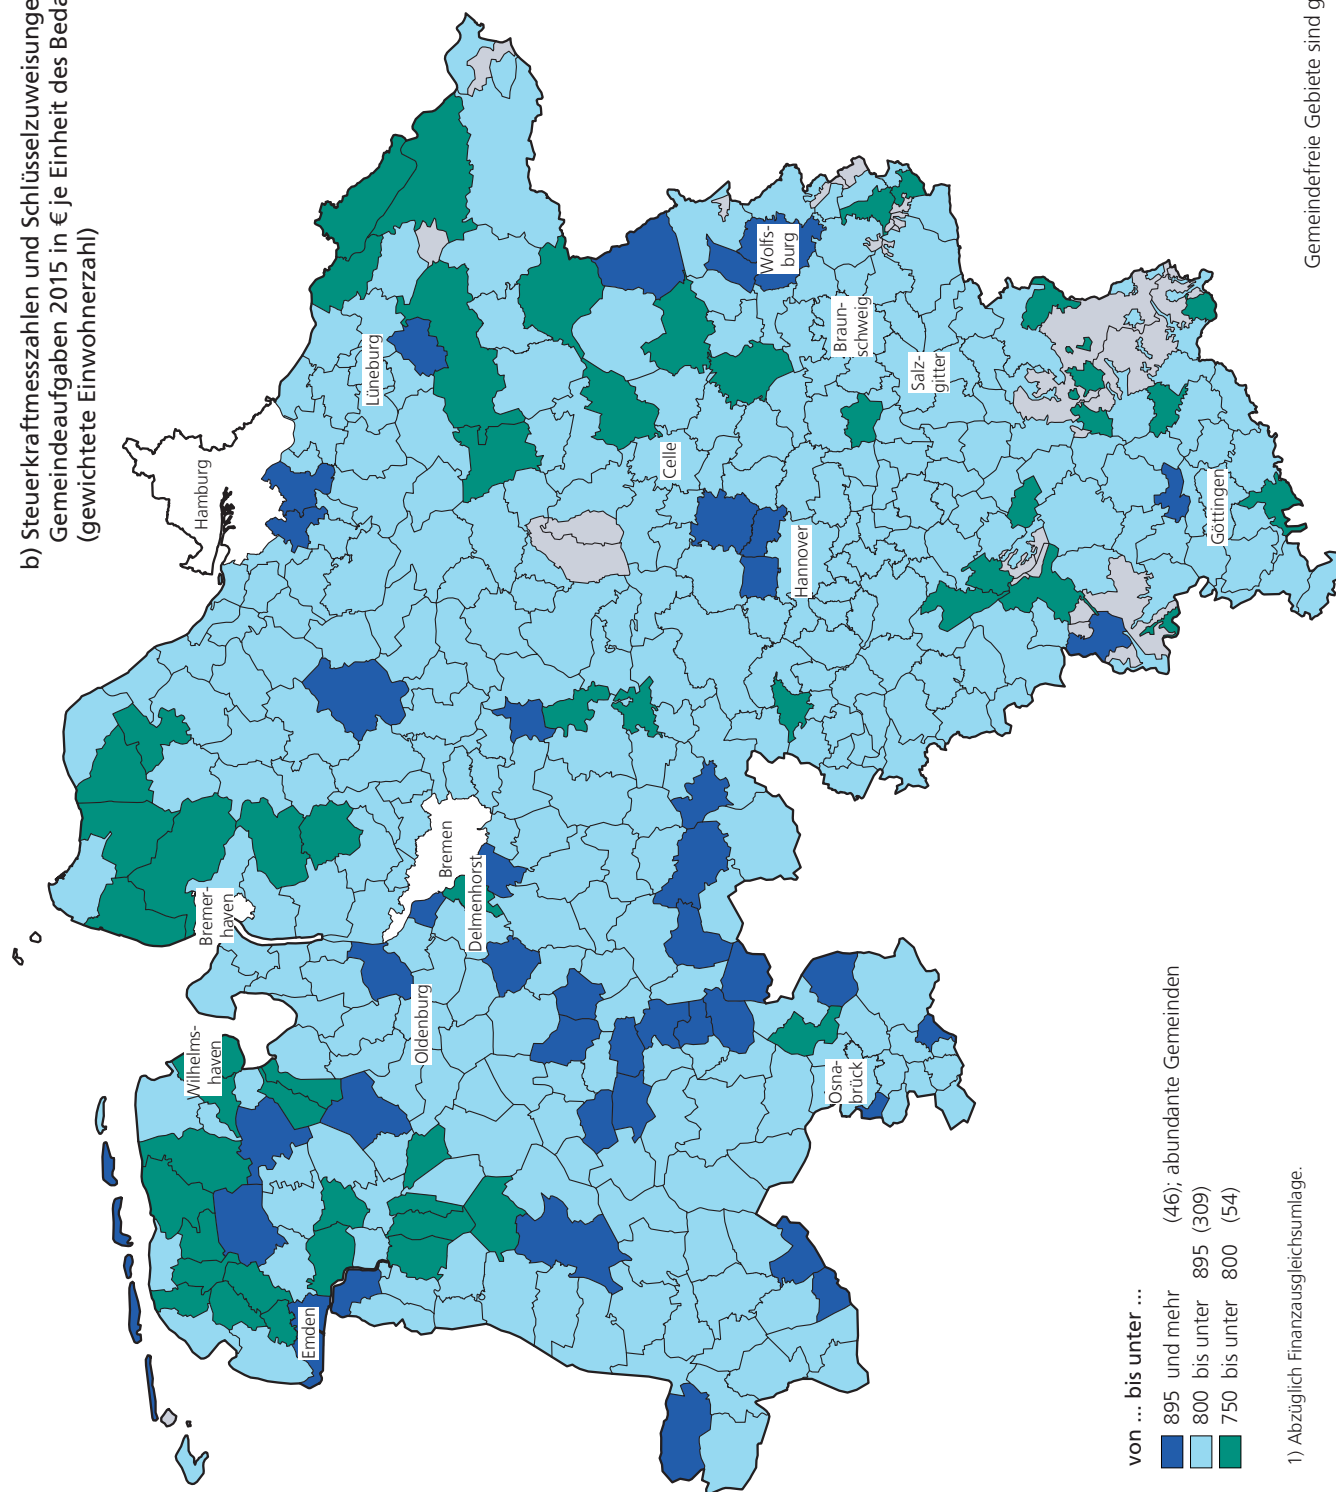 b) Steuerkraftmesszahlen und Schlüsselzuweisunge
Gemeindeaufgaben 2015 in € je Einheit des Beda
(gewichtete Einwohnerzahl)
Hamburg
Lüneburg
Bremer-
haven
Wilhelms-
haven
Bremen
Delmenhorst
Oldenburg
Emden
Wolfs-
burg
Braun-
schweig
Salz-
gitter
Celle
Hannover
Göttingen
Osna-
brück
von ... bis unter ...
895 und mehr (46); abundante Gemeinden
800 bis unter 895 (309)
750 bis unter 800 (54)
1) Abzüglich Finanzausgleichsumlage.
Gemeindefreie Gebiete sind g